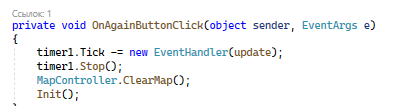 Ссылок: 1
private void OnAgainButtonClick(object sender, EventArgs e)
{
timer1.Tick -= new EventHandler(update);
timer1.Stop();
MapController.ClearMap();
Init();